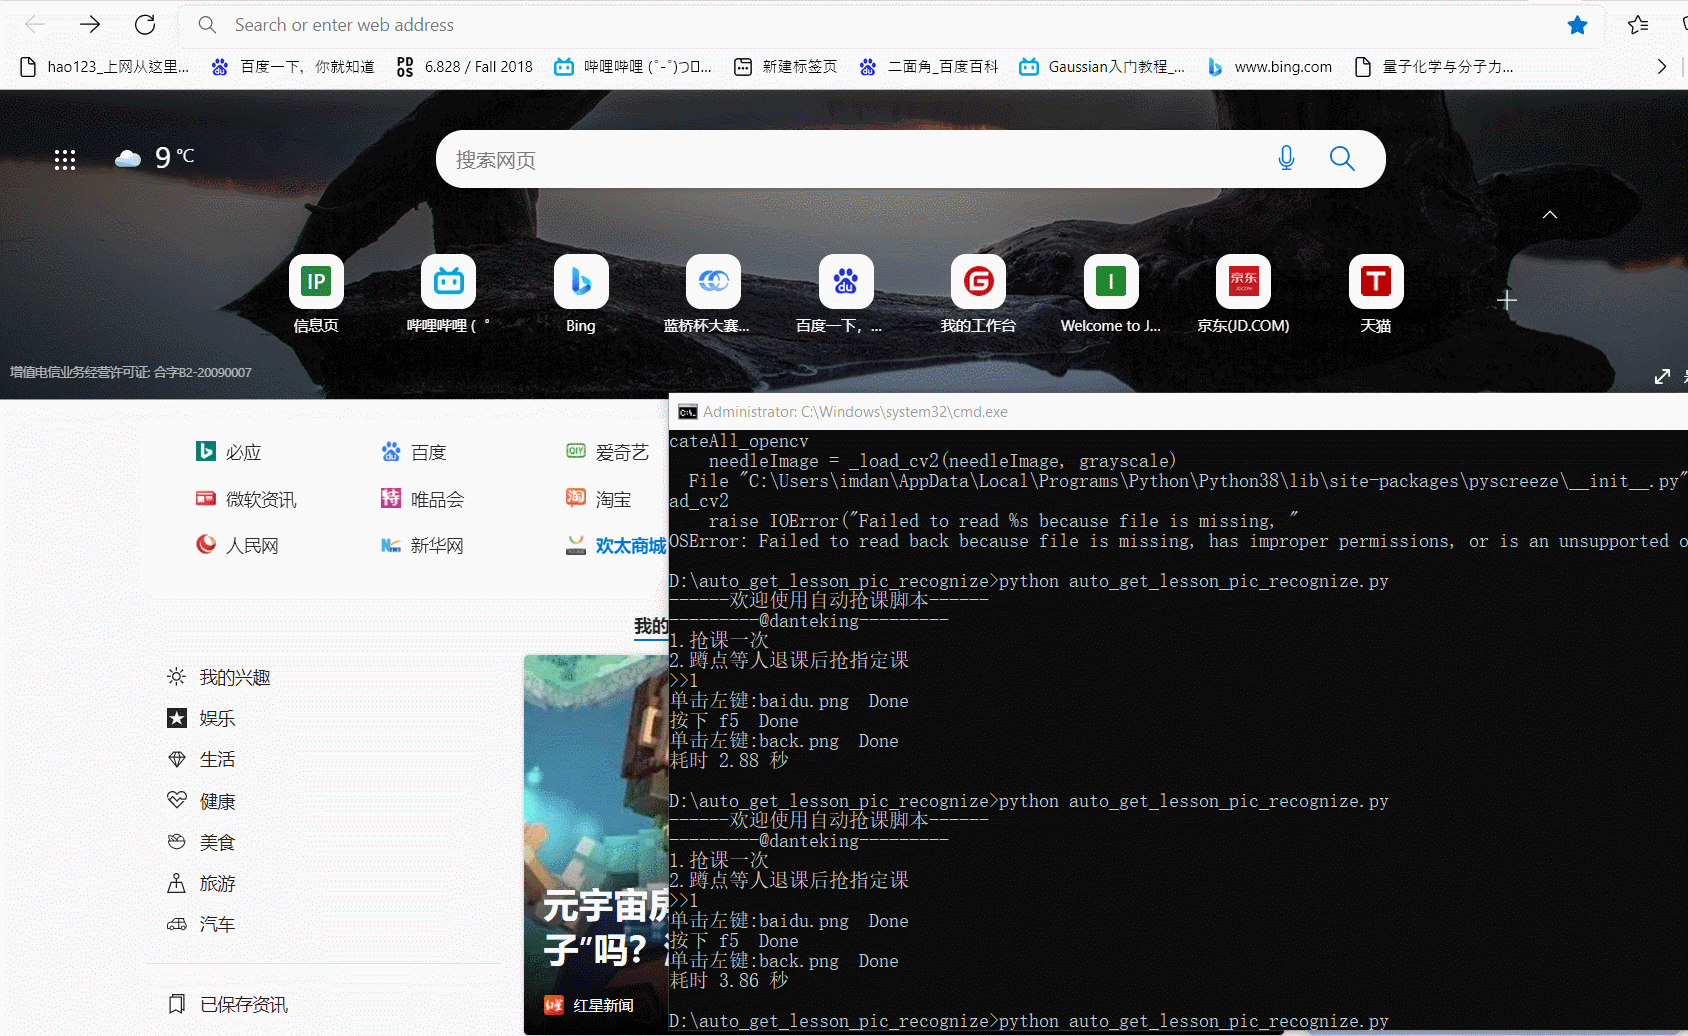 Search or enter web address
hao123_上网从这里...
百度一下，你就知道
PD OS 6.828 / Fall 2018
哔哩哔哩 (゜-゜)つロ...
新建标签页
二面角_百度百科
Gaussian入门教程_...
www.bing.com
量子化学与分子力...
9 ℃
搜索网页
IP
京东
JD.COM
信息页
哔哩哔哩 ( ゜
Bing
蓝桥杯大赛...
百度一下，...
我的工作台
Welcome to J...
京东(JD.COM)
天猫
增值电信业务经营许可证: 合字B2-20090007
必应
百度
爱奇艺
微软资讯
唯品会
淘宝
人民网
新华网
欢太商城
我的
我的兴趣
娱乐
生活
健康
美食
旅游
汽车
已保存资讯
元宇宙房
子”吗？
红星新闻
Administrator: C:\Windows\system32\cmd.exe
cateAll_opencv
needleImage = _load_cv2(needleImage, grayscale)
File "C:\Users\imdan\AppData\Local\Programs\Python\Python38\lib\site-packages\pyscreeze\__init__.py"
ad_cv2
raise IOError("Failed to read %s because file is missing, "
OSError: Failed to read back because file is missing, has improper permissions, or is an unsupported o
D:\auto_get_lesson_pic_recognize>python auto_get_lesson_pic_recognize.py
------欢迎使用自动抢课脚本------
---------@danteking---------
1.抢课一次
2.蹲点等人退课后抢指定课
>>1
单击左键:baidu.png  Done
按下 f5  Done
单击左键:back.png  Done
耗时 2.88 秒
D:\auto_get_lesson_pic_recognize>python auto_get_lesson_pic_recognize.py
------欢迎使用自动抢课脚本------
---------@danteking---------
1.抢课一次
2.蹲点等人退课后抢指定课
>>1
单击左键:baidu.png  Done
按下 f5  Done
单击左键:back.png  Done
耗时 3.86 秒
D:\auto_get_lesson_pic_recognize>python auto_get_lesson_pic_recognize.py